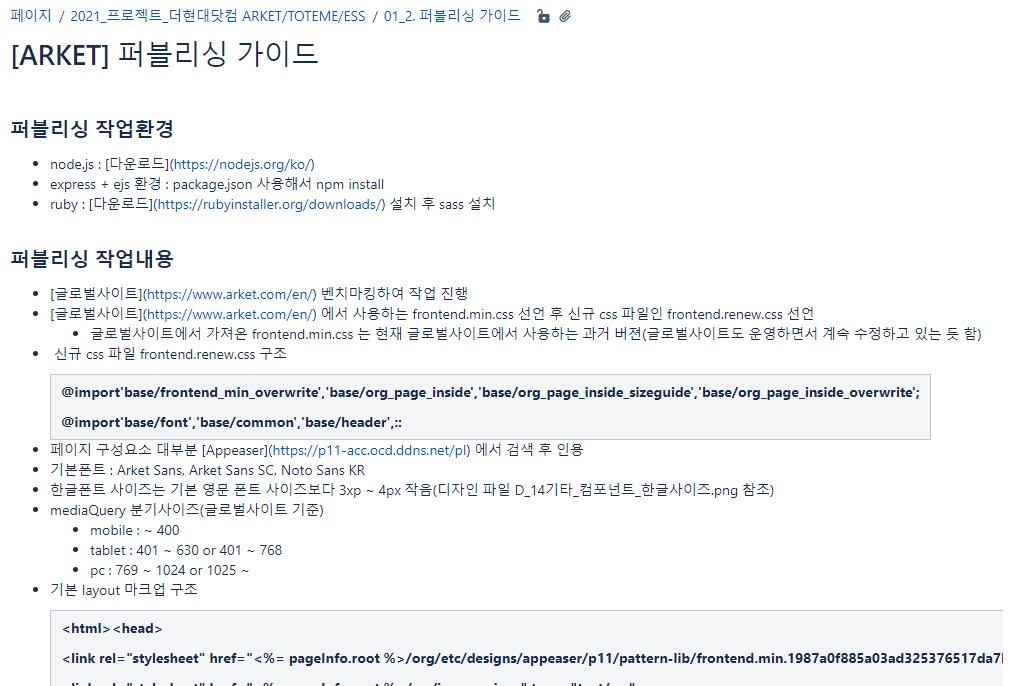 페이지 / 2021_프로젝트_더현대닷컴 ARKET/TOTEME/ESS / 01_2. 퍼블리싱 가이드
[ARKET] 퍼블리싱 가이드
퍼블리싱 작업환경
node.js : [다운로드](https://nodejs.org/ko/)
express + ejs 환경 : package.json 사용해서 npm install
ruby : [다운로드](https://rubyinstaller.org/downloads/) 설치 후 sass 설치
퍼블리싱 작업내용
[글로벌사이트](https://www.arket.com/en/) 벤치마킹하여 작업 진행
[글로벌사이트](https://www.arket.com/en/) 에서 사용하는 frontend.min.css 선언 후 신규 css 파일인 frontend.renew.css 선언
글로벌사이트에서 가져온 frontend.min.css 는 현재 글로벌사이트에서 사용하는 과거 버젼(글로벌사이트도 운영하면서 계속 수정하고 있는 듯 함)
신규 css 파일 frontend.renew.css 구조
@import'base/frontend_min_overwrite','base/org_page_inside','base/org_page_inside_sizeguide','base/org_page_inside_overwrite';
@import'base/font','base/common','base/header',::
페이지 구성요소 대부분 [Appeaser](https://p11-acc.ocd.ddns.net/pl) 에서 검색 후 인용
기본폰트 : Arket Sans, Arket Sans SC, Noto Sans KR
한글폰트 사이즈는 기본 영문 폰트 사이즈보다 3xp ~ 4px 작음(디자인 파일 D_14기타_컴포넌트_한글사이즈.png 참조)
mediaQuery 분기사이즈(글로벌사이트 기준)
mobile : ~ 400
tablet : 401 ~ 630 or 401 ~ 768
pc : 769 ~ 1024 or 1025 ~
기본 layout 마크업 구조
<html><head>
<link rel="stylesheet" href="<%= pageInfo.root %>/org/etc/designs/appeaser/p11/pattern-lib/frontend.min.1987a0f885a03ad325376517da7